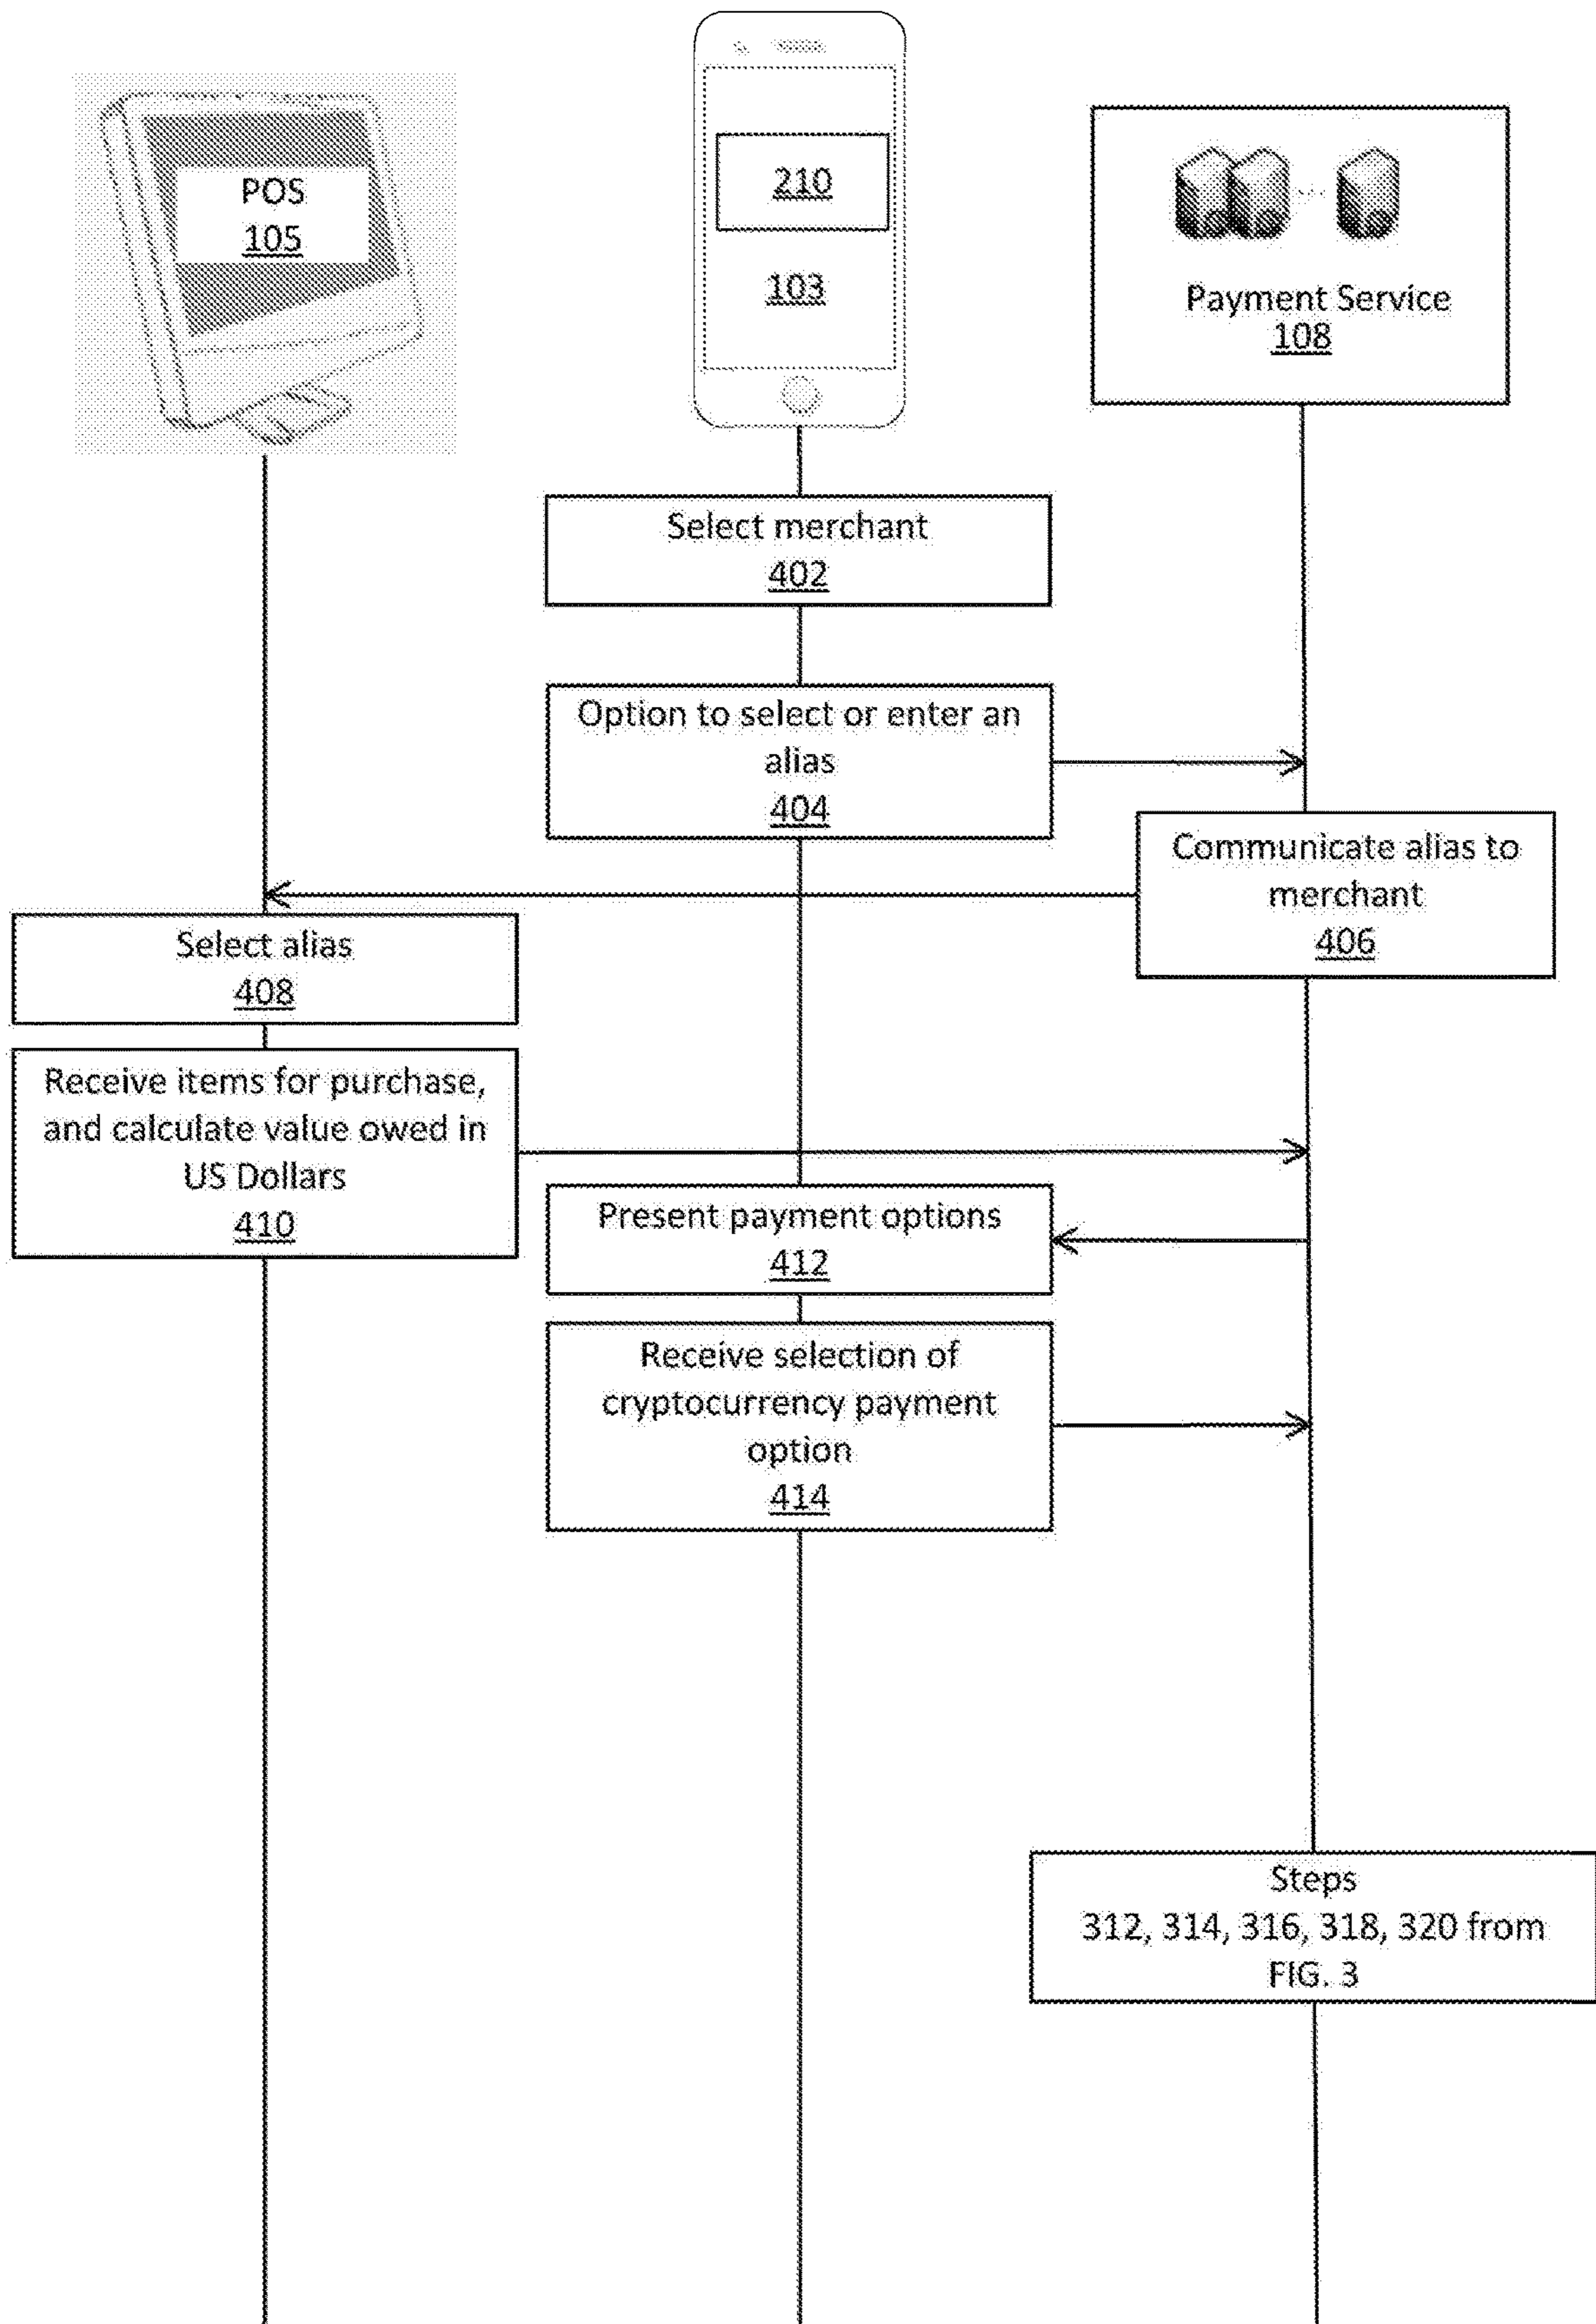 POS
105
210
103
Payment Service
108
Select merchant
402
Option to select or enter an
alias
404
Communicate alias to
merchant
406
Select alias
408
Receive items for purchase,
and calculate value owed in
US Dollars
410
Present payment options
412
Receive selection of
cryptocurrency payment
option
414
Steps
312, 314, 316, 318, 320 from
FIG. 3